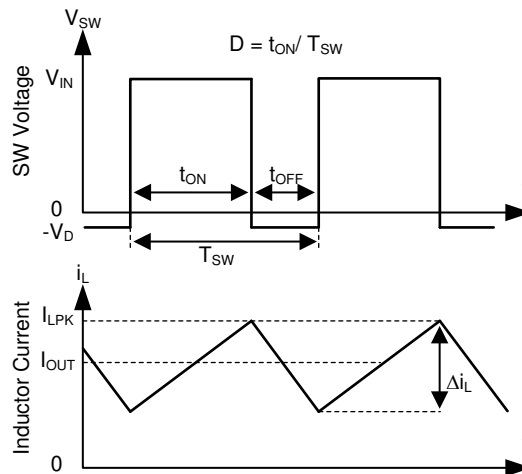 V_SW
D = t_ON/ T_SW
V_IN
SW Voltage
t_ON
t_OFF
0
-V_D
T_SW
i_L
I_LPK
I_OUT
Inductor Current
Δi_L
0